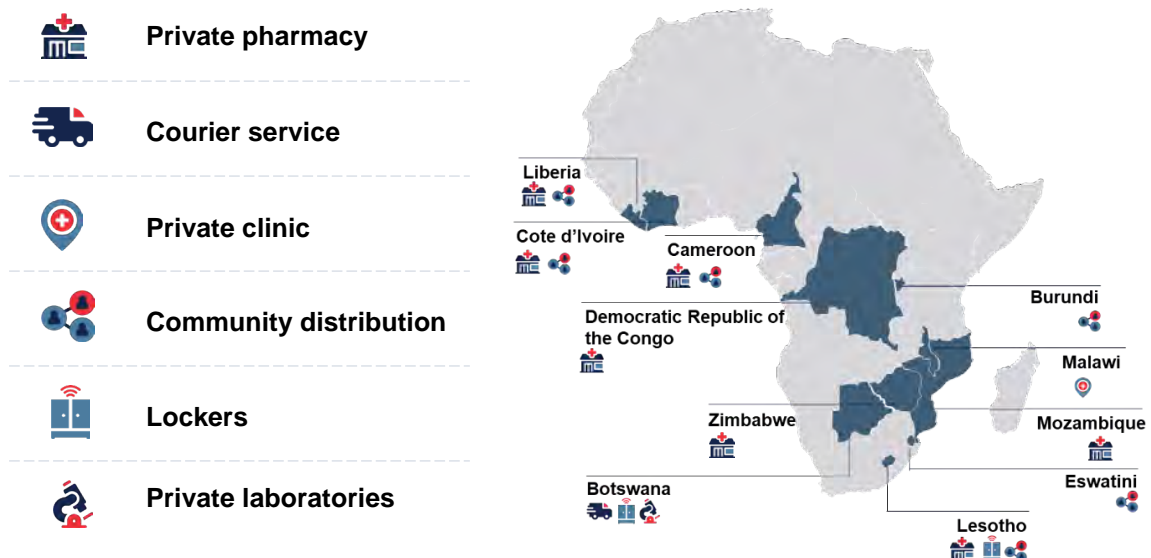 Private pharmacy
Courier service
Private clinic
Community distribution
Lockers
Private laboratories
Liberia
Cote d'Ivoire
Cameroon
Democratic Republic of
the Congo
Burundi
Malawi
Zimbabwe
Mozambique
Botswana
Eswatini
Lesotho